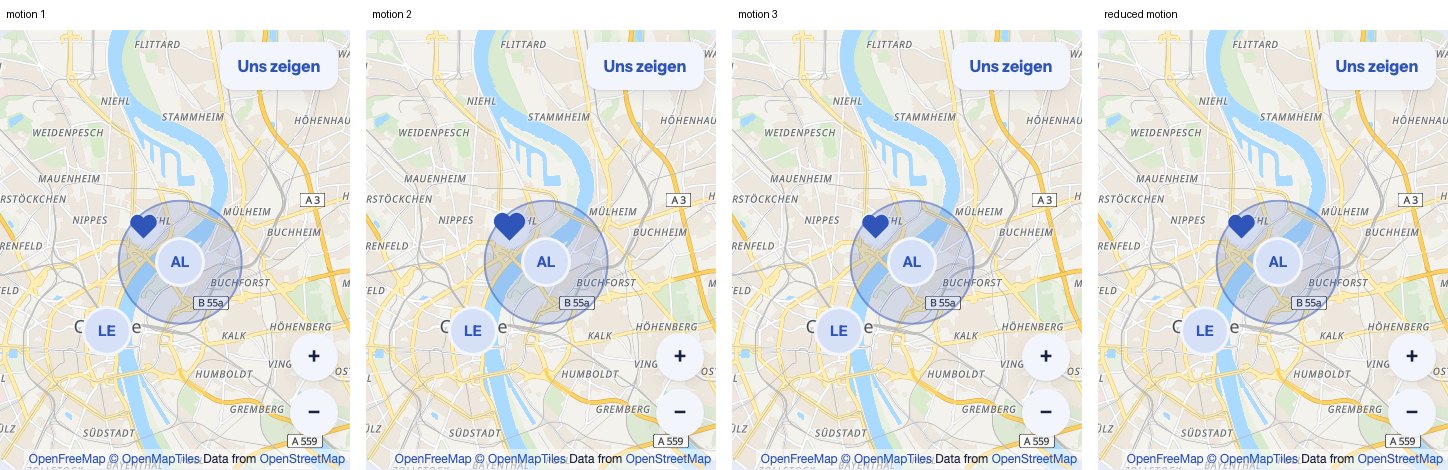 motion 1
FLITTARD
Uns zeigen
NIEHL
STAMMHEIM
WEIDENPESCH
HÖHENHAU
MAUENHEIM
RSTÖCKCHEN
A 3
NIPPES
MÜLHEIM
BUCHHEIM
RENFELD
AL
BUCHFORST
B 55a
LE
KALK
HÖHENBERG
+
VING
HUMBOLDT
−
GREMBERG
SÜDSTADT
A 559
OpenFreeMap © OpenMapTiles Data from OpenStreetMap
motion 2
FLITTARD
Uns zeigen
NIEHL
STAMMHEIM
WEIDENPESCH
HÖHENHAU
MAUENHEIM
RSTÖCKCHEN
A 3
NIPPES
MÜLHEIM
BUCHHEIM
RENFELD
AL
BUCHFORST
B 55a
LE
KALK
HÖHENBERG
+
VING
HUMBOLDT
−
GREMBERG
SÜDSTADT
A 559
OpenFreeMap © OpenMapTiles Data from OpenStreetMap
motion 3
FLITTARD
Uns zeigen
NIEHL
STAMMHEIM
WEIDENPESCH
HÖHENHAU
MAUENHEIM
RSTÖCKCHEN
A 3
NIPPES
MÜLHEIM
BUCHHEIM
RENFELD
AL
BUCHFORST
B 55a
LE
KALK
HÖHENBERG
+
VING
HUMBOLDT
−
GREMBERG
SÜDSTADT
A 559
OpenFreeMap © OpenMapTiles Data from OpenStreetMap
reduced motion
FLITTARD
Uns zeigen
NIEHL
STAMMHEIM
WEIDENPESCH
HÖHENHAU
MAUENHEIM
RSTÖCKCHEN
A 3
NIPPES
MÜLHEIM
BUCHHEIM
RENFELD
AL
BUCHFORST
B 55a
LE
KALK
HÖHENBERG
+
VING
HUMBOLDT
−
GREMBERG
SÜDSTADT
A 559
OpenFreeMap © OpenMapTiles Data from OpenStreetMap